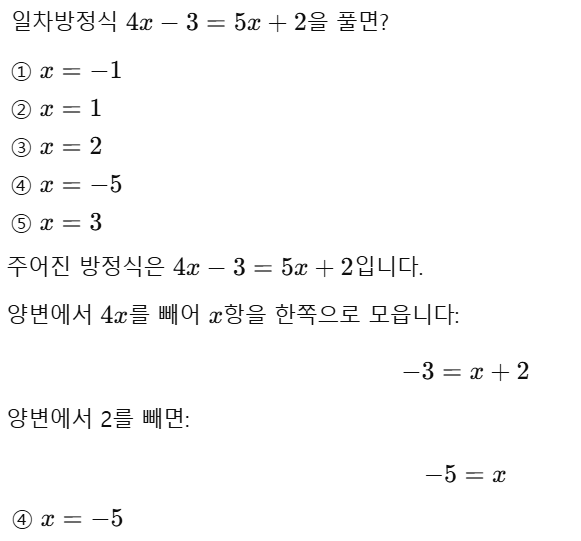 일차방정식 4x − 3 = 5x + 2을 풀면?
① x = −1
② x = 1
③ x = 2
④ x = −5
⑤ x = 3
주어진 방정식은 4x − 3 = 5x + 2입니다.
양변에서 4x를 빼어 x항을 한쪽으로 모읍니다:
−3 = x + 2
양변에서 2를 빼면:
−5 = x
④ x = −5